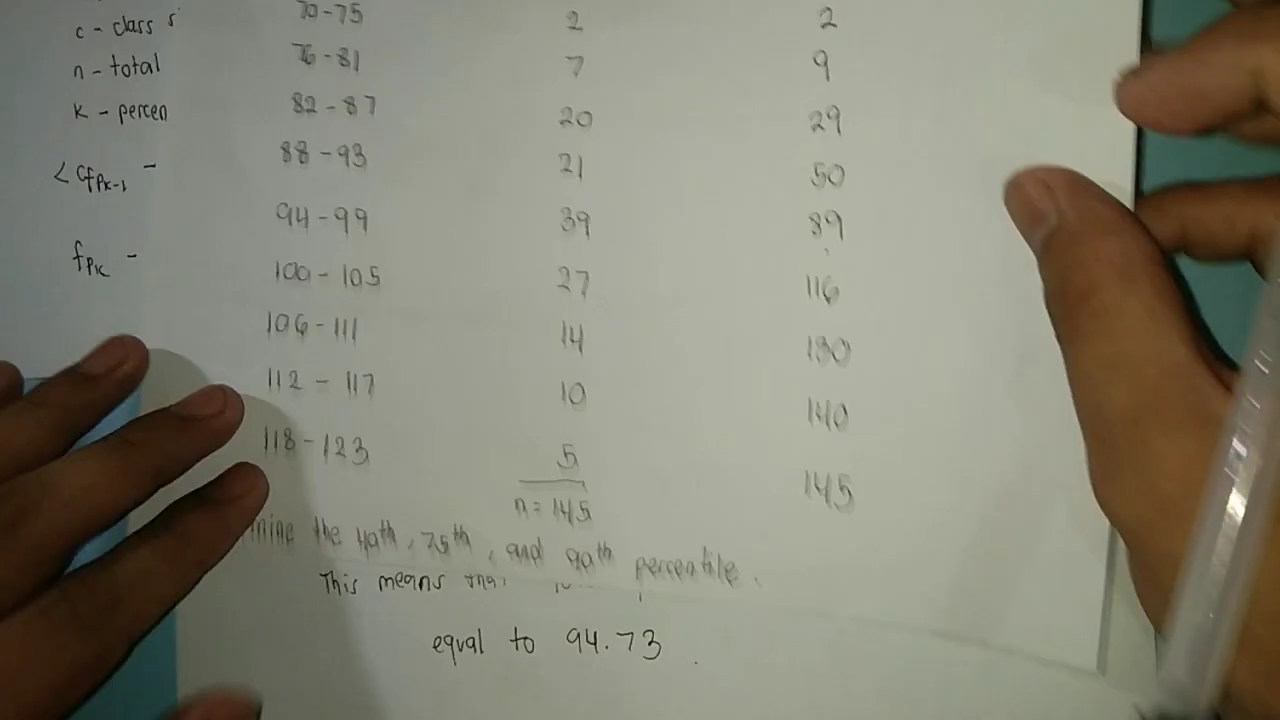 c - class s
n - total
k - percen
< cf Pk-1 -
f Pk -
70-75 2 2
76-81 7 9
82-87 20 29
88-93 21 50
94-99 39 89
100-105 27 116
106-111 14 130
112-117 10 140
118-123 5 145
n = 145
mine the 40th, 75th, and 90th percentile.
This means tha
equal to 94.73.